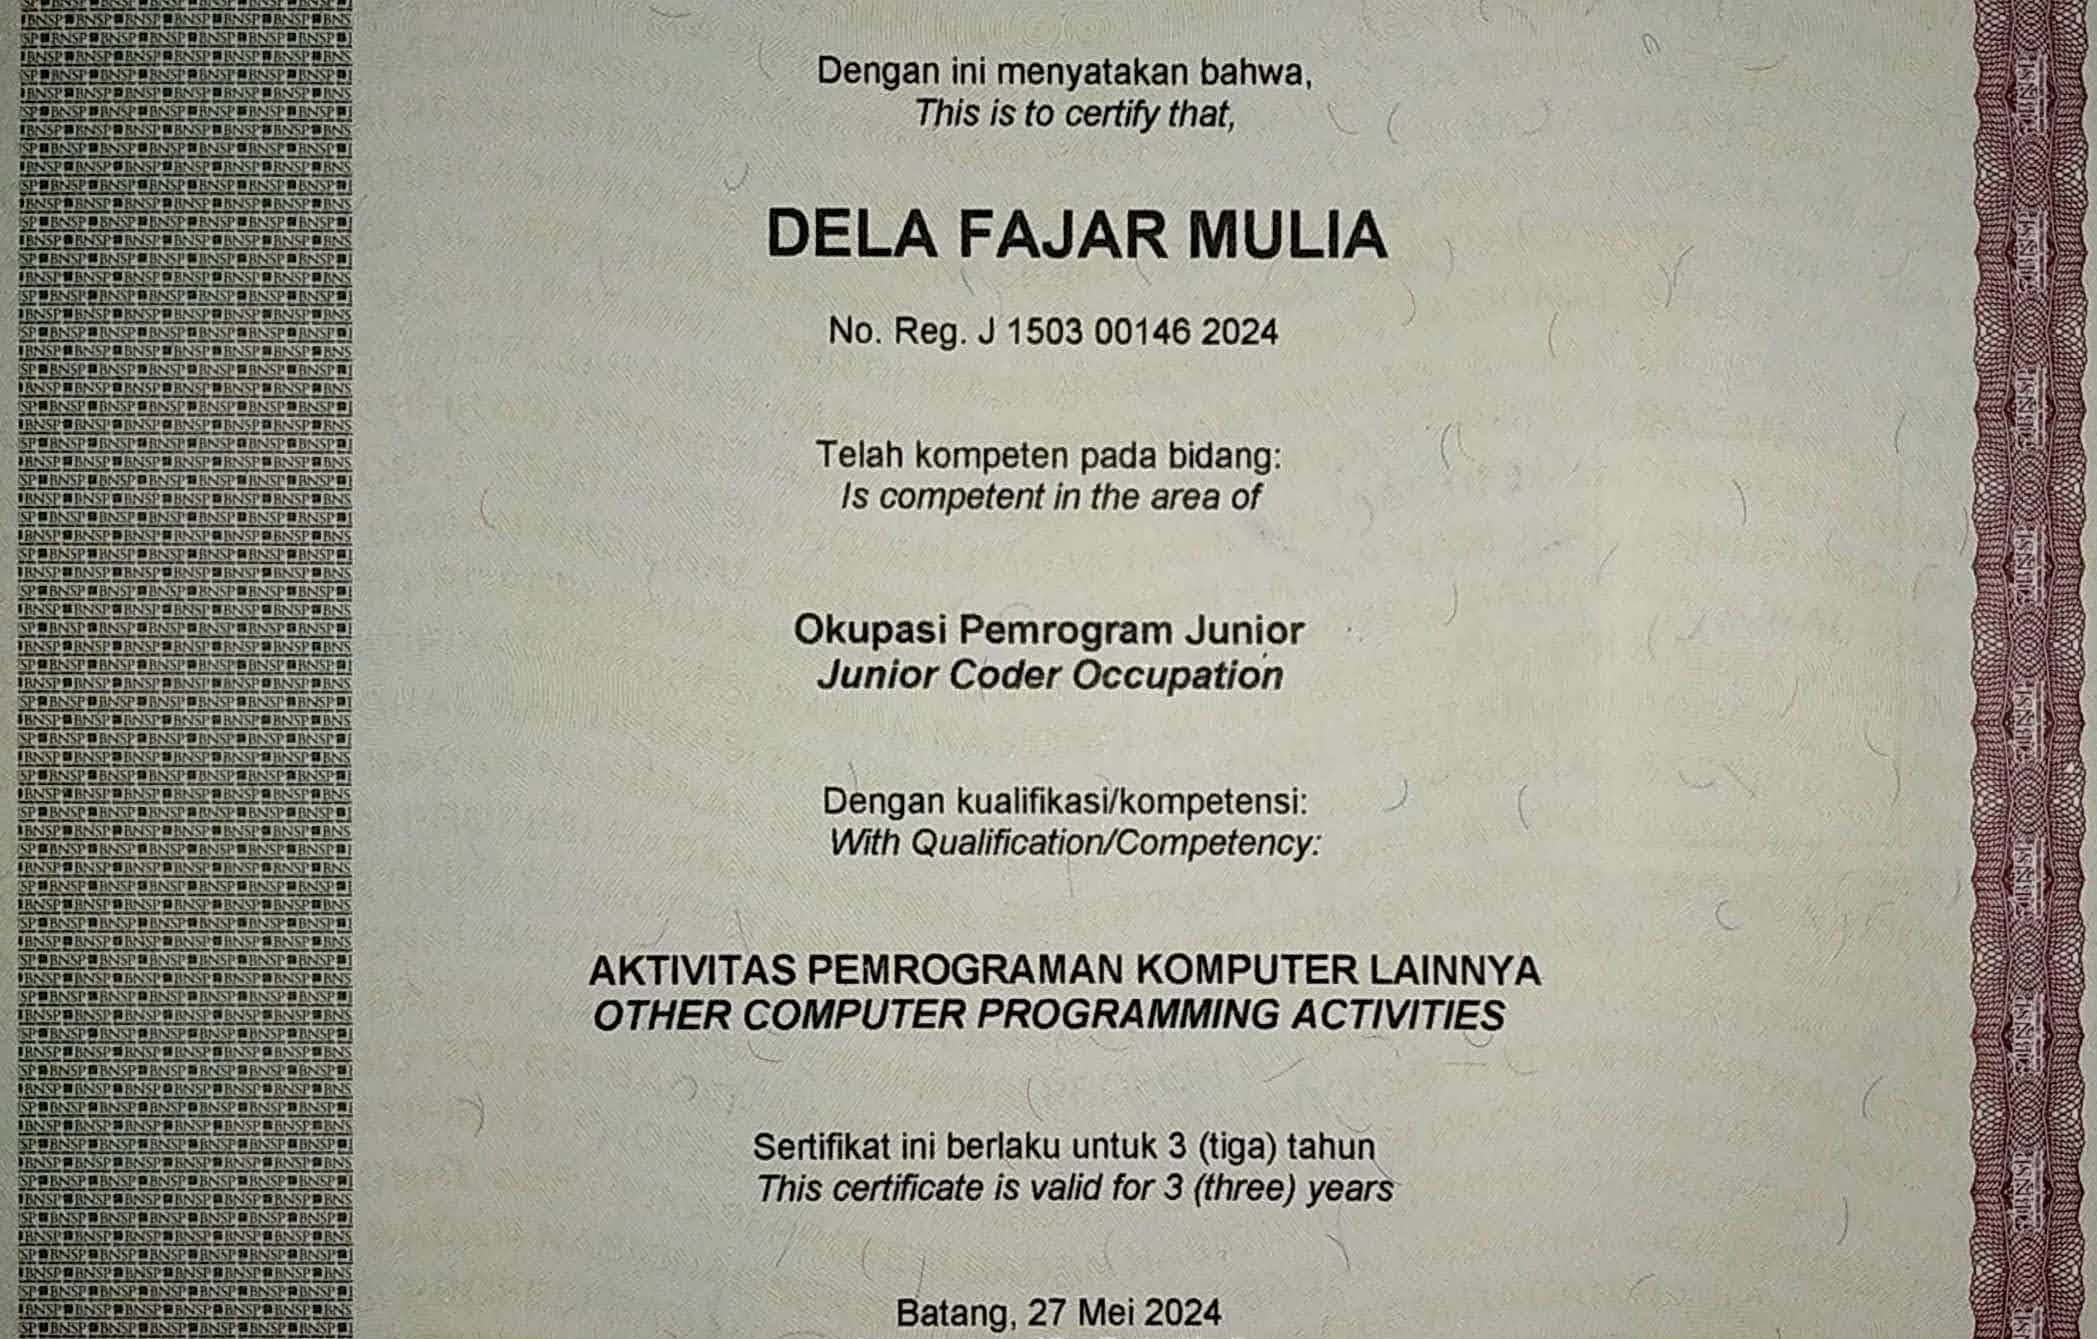 Dengan ini menyatakan bahwa,
This is to certify that,
DELA FAJAR MULIA
No. Reg. J 1503 00146 2024
Telah kompeten pada bidang:
Is competent in the area of
Okupasi Pemrogram Junior
Junior Coder Occupation
Dengan kualifikasi/kompetensi:
With Qualification/Competency:
AKTIVITAS PEMROGRAMAN KOMPUTER LAINNYA
OTHER COMPUTER PROGRAMMING ACTIVITIES
Sertifikat ini berlaku untuk 3 (tiga) tahun
This certificate is valid for 3 (three) years
Batang, 27 Mei 2024